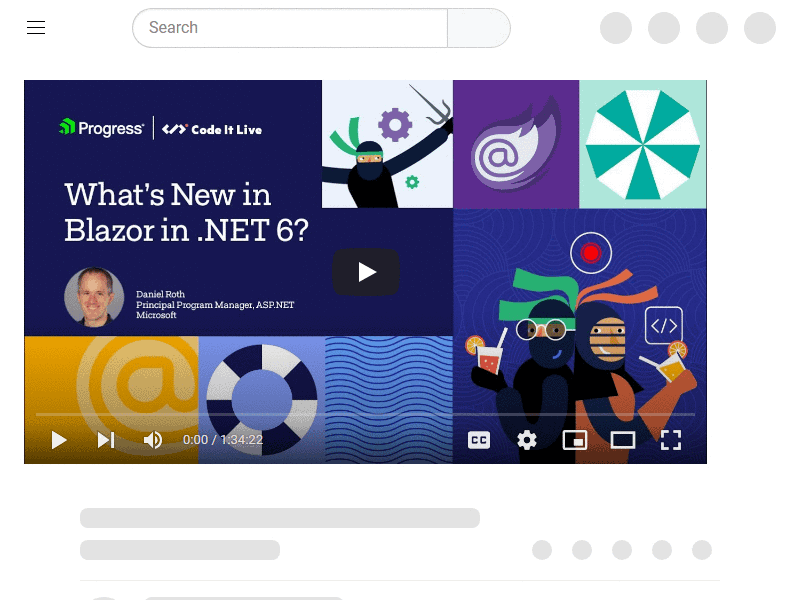 Search
Progress® Code It Live
What's New in
Blazor in .NET 6?
Daniel Roth
Principal Program Manager, ASP.NET
Microsoft
</>
CC
0:00 / 1:34:22